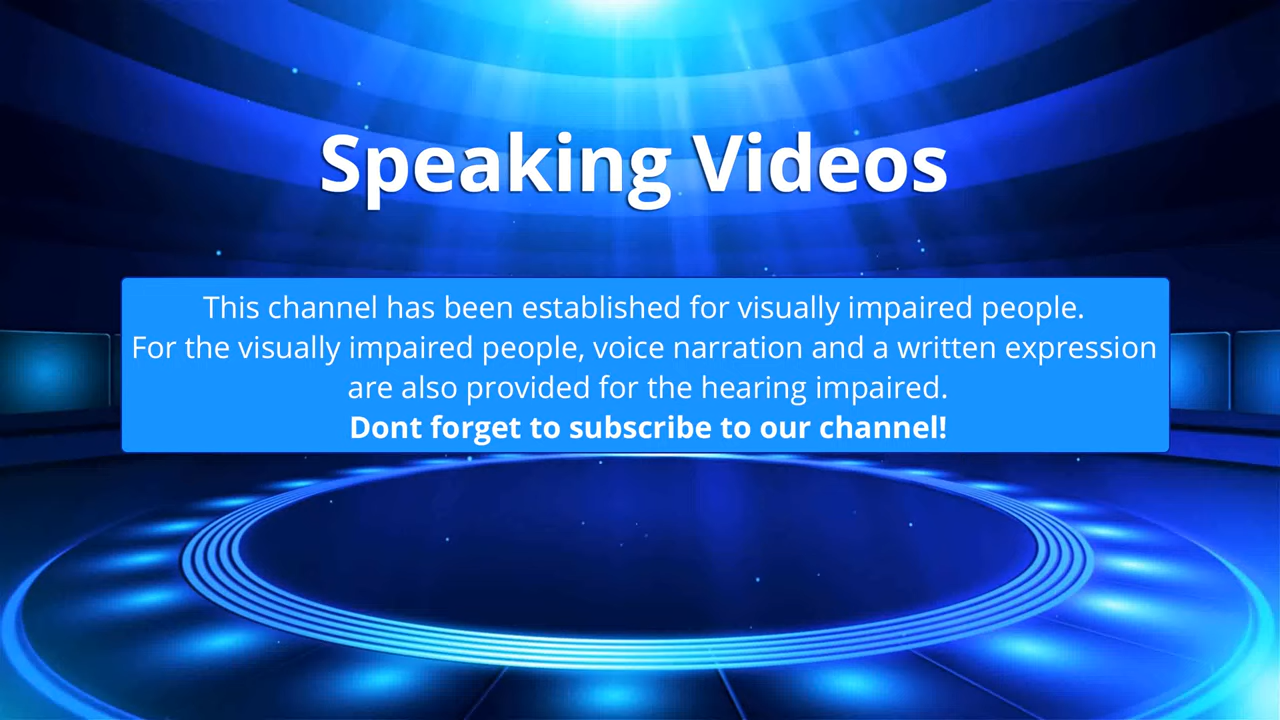 Speaking Videos
This channel has been established for visually impaired people.
For the visually impaired people, voice narration and a written expression
are also provided for the hearing impaired.
Dont forget to subscribe to our channel!